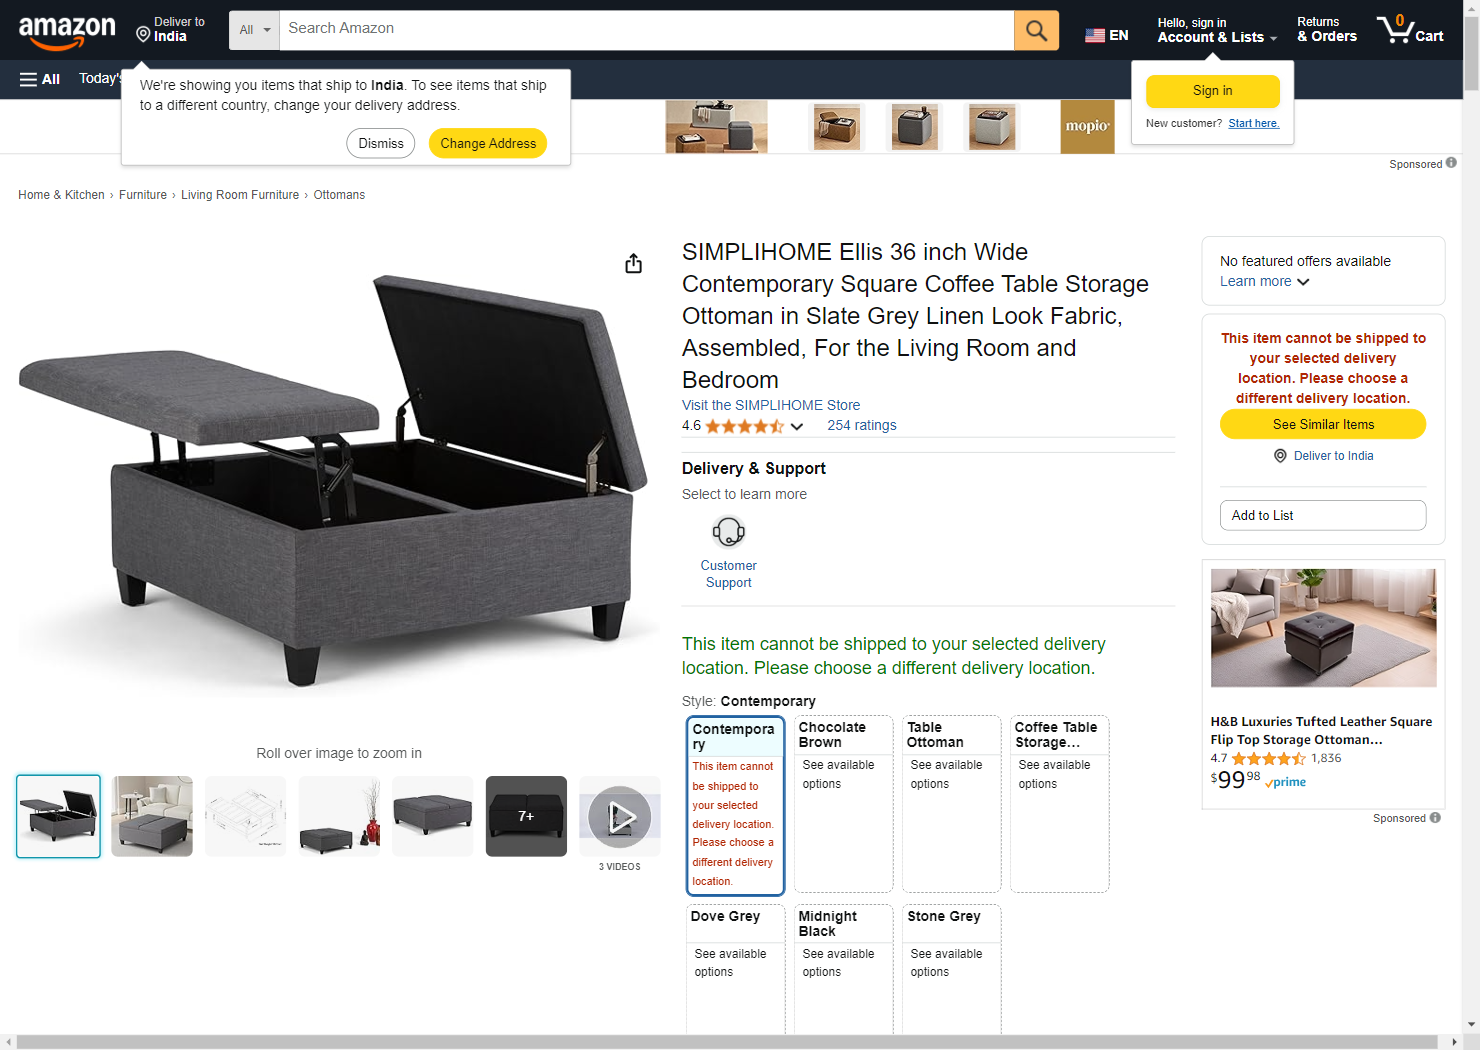 amazon
Deliver to
India
All
Search Amazon
EN
Hello, sign in
Account & Lists
Returns
& Orders
0
Cart
All
Today's
We're showing you items that ship to India. To see items that ship
to a different country, change your delivery address.
Dismiss
Change Address
Sign in
New customer? Start here.
mopio
Sponsored
Home & Kitchen › Furniture › Living Room Furniture › Ottomans
SIMPLIHOME Ellis 36 inch Wide
Contemporary Square Coffee Table Storage
Ottoman in Slate Grey Linen Look Fabric,
Assembled, For the Living Room and
Bedroom
Visit the SIMPLIHOME Store
4.6
254 ratings
Delivery & Support
Select to learn more
Customer
Support
This item cannot be shipped to your selected delivery
location. Please choose a different delivery location.
Style: Contemporary
Contempora
ry
This item cannot
be shipped to
your selected
delivery location.
Please choose a
different delivery
location.
Chocolate
Brown
See available
options
Table
Ottoman
See available
options
Coffee Table
Storage...
See available
options
Dove Grey
See available
options
Midnight
Black
See available
options
Stone Grey
See available
options
Roll over image to zoom in
7+
3 VIDEOS
No featured offers available
Learn more
This item cannot be shipped to
your selected delivery
location. Please choose a
different delivery location.
See Similar Items
Deliver to India
Add to List
H&B Luxuries Tufted Leather Square
Flip Top Storage Ottoman...
4.7 1,836
$99.98 prime
Sponsored